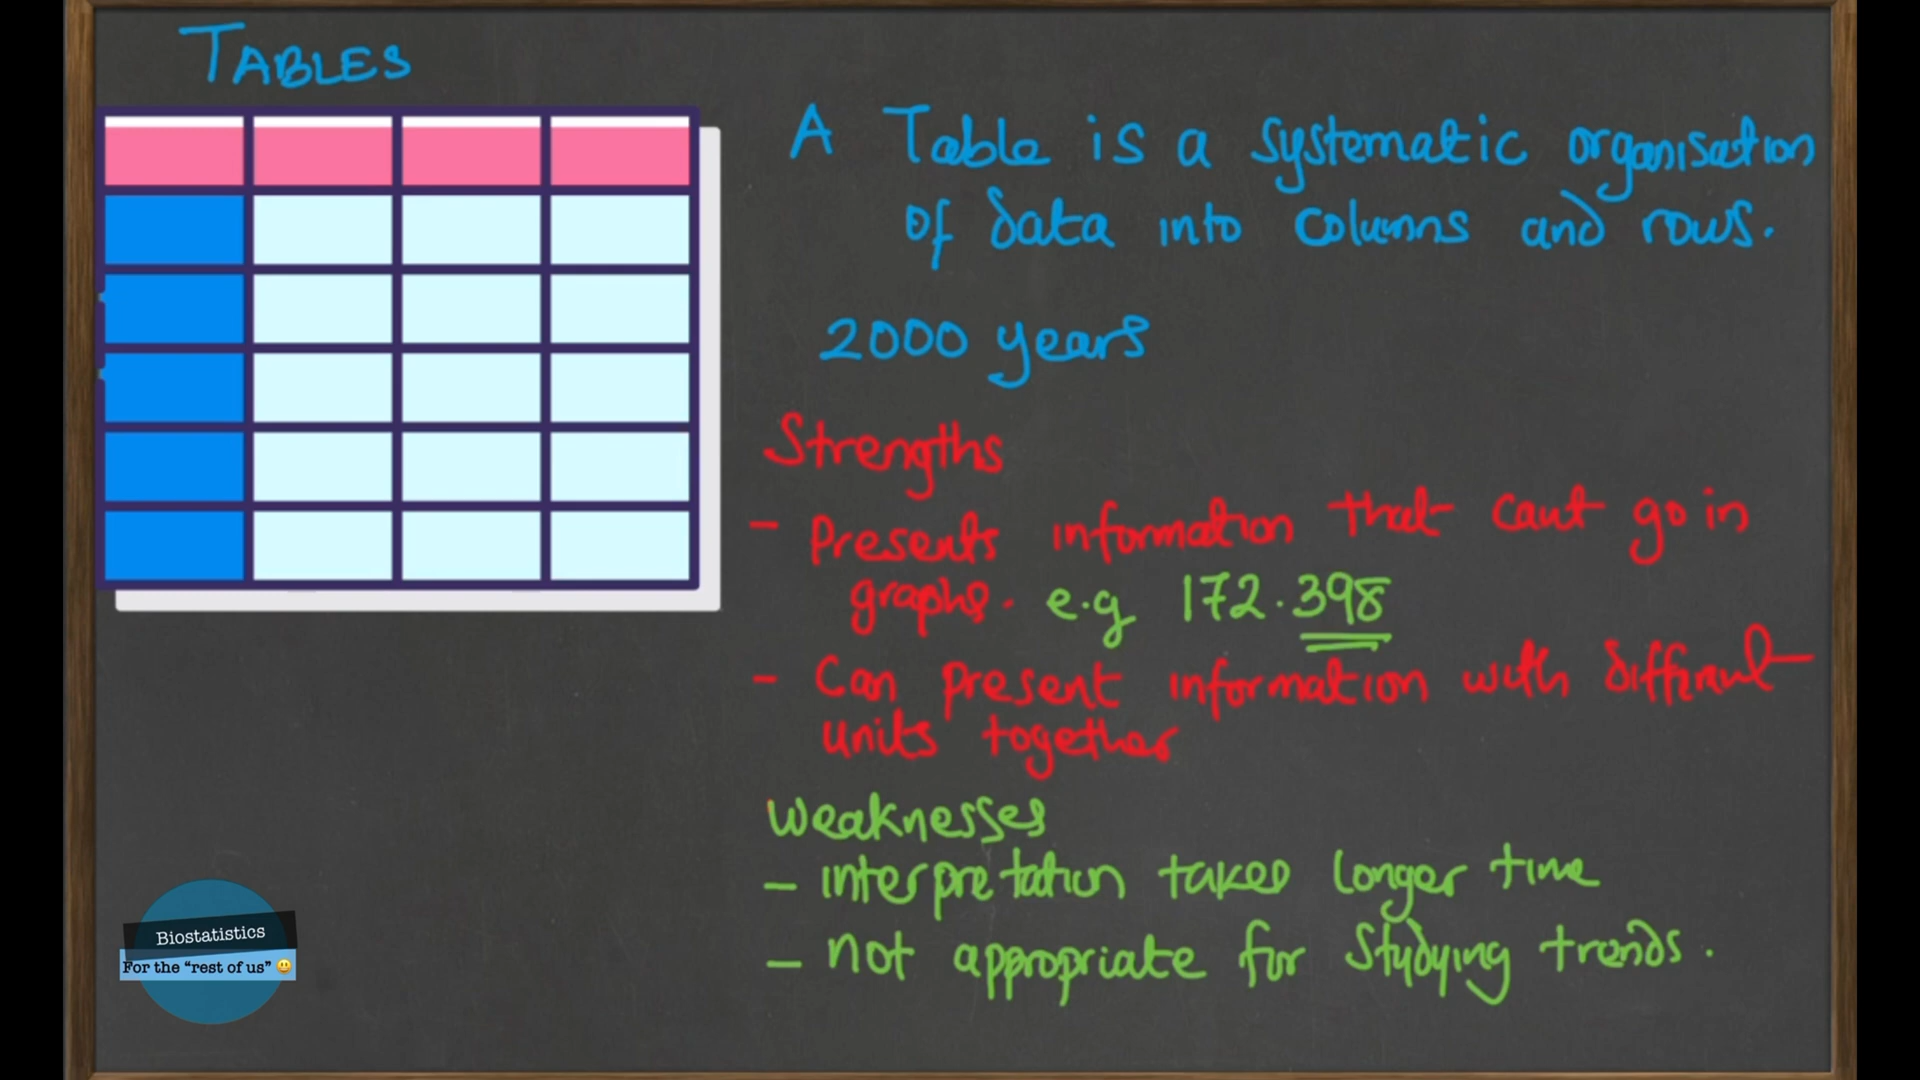 TABLES
A Table is a systematic organisation
of data into columns and rows.
2000 years
Strengths
- Presents information that can't go in
graphs. e.g 172.398
- Can present information with different
units together
Weaknesses
- interpretation takes longer time
- not appropriate for studying trends.
Biostatistics
For the “rest of us” 😃